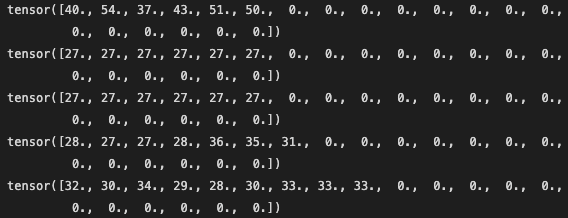 tensor([40., 54., 37., 43., 51., 50., 0., 0., 0., 0., 0., 0., 0., 0.,
0., 0., 0., 0., 0., 0.])
tensor([27., 27., 27., 27., 27., 27., 0., 0., 0., 0., 0., 0., 0., 0.,
0., 0., 0., 0., 0., 0.])
tensor([27., 27., 27., 27., 27., 27., 0., 0., 0., 0., 0., 0., 0., 0.,
0., 0., 0., 0., 0., 0.])
tensor([28., 27., 27., 28., 36., 35., 31., 0., 0., 0., 0., 0., 0., 0.,
0., 0., 0., 0., 0., 0.])
tensor([32., 30., 34., 29., 28., 30., 33., 33., 33., 0., 0., 0., 0., 0.,
0., 0., 0., 0., 0., 0.])